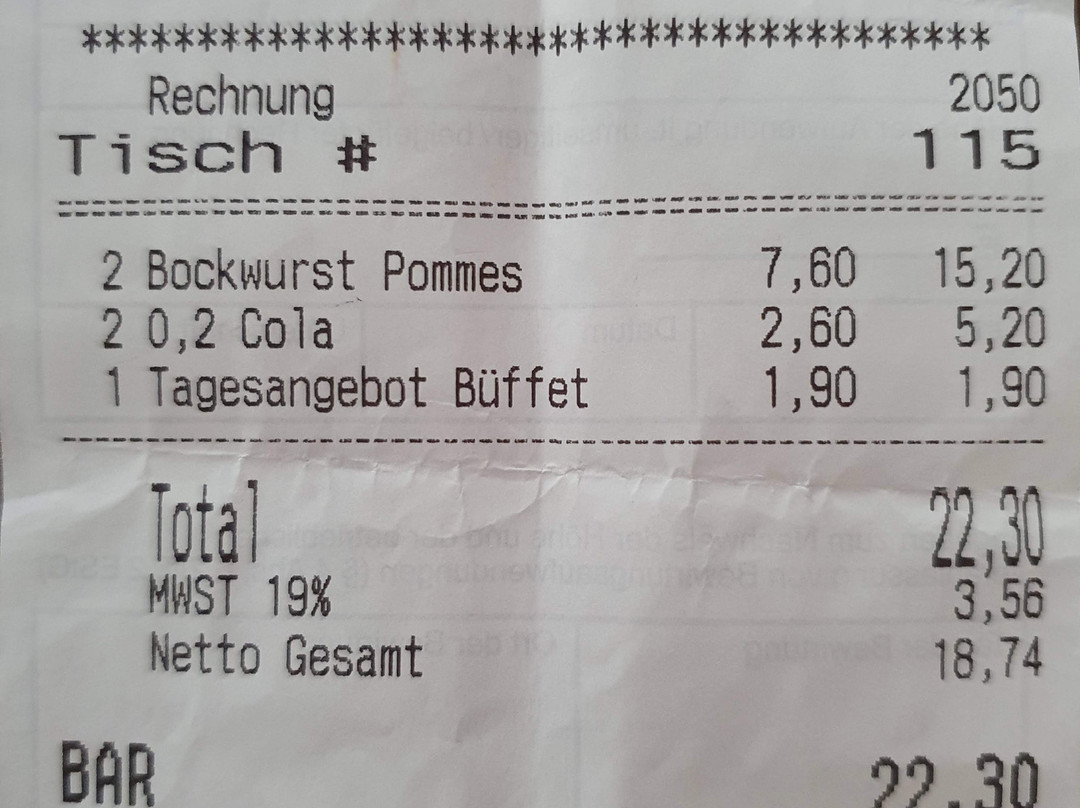 ***************************************
Rechnung 2050
Tisch # 115
==========================================
2 Bockwurst Pommes 7,60 15,20
2 0,2 Cola 2,60 5,20
1 Tagesangebot Büffet 1,90 1,90
------------------------------------------
Total 22,30
MWST 19% 3,56
Netto Gesamt 18,74
BAR 22,30